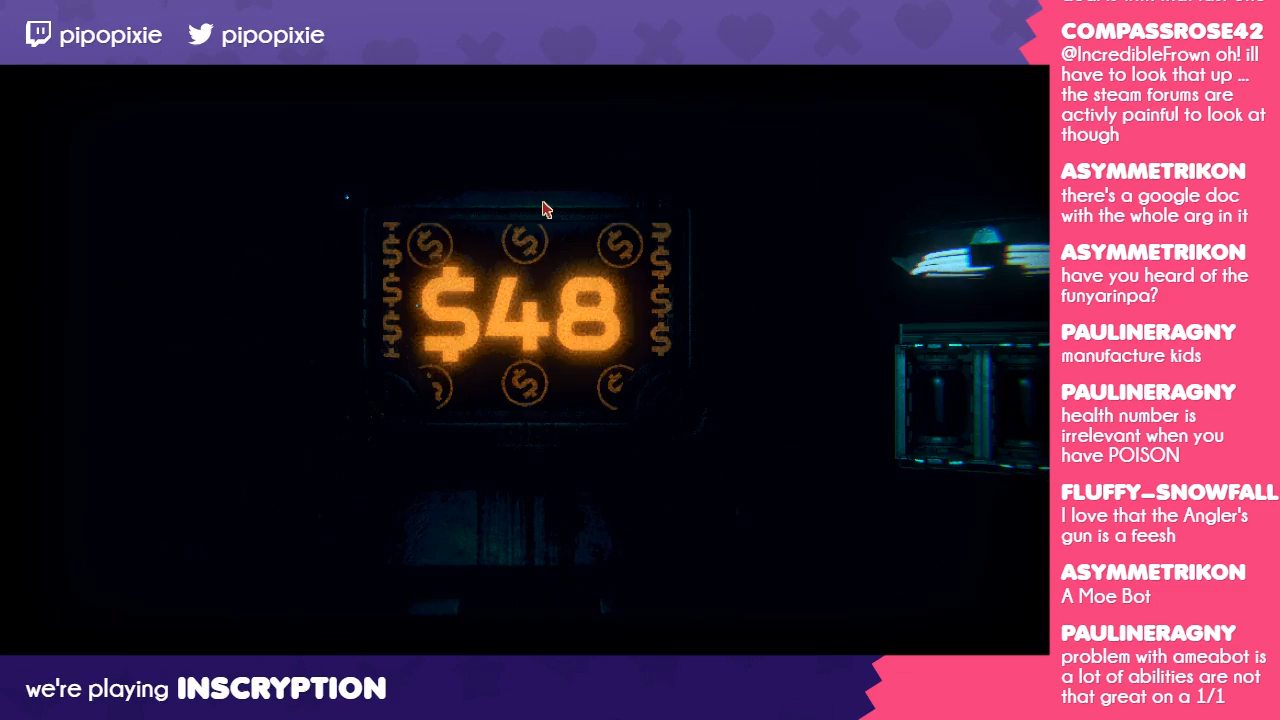 pipopixie pipopixie
$48
we're playing INSCRYPTION
COMPASSROSE42
@IncredibleFrown oh! ill
have to look that up ...
the steam forums are
activly painful to look at
though
ASYMMETRIKON
there's a google doc
with the whole arg in it
ASYMMETRIKON
have you heard of the
funyarinpa?
PAULINERAGNY
manufacture kids
PAULINERAGNY
health number is
irrelevant when you
have POISON
FLUFFY-SNOWFALL
I love that the Angler's
gun is a feesh
ASYMMETRIKON
A Moe Bot
PAULINERAGNY
problem with ameabot is
a lot of abilities are not
that great on a 1/1